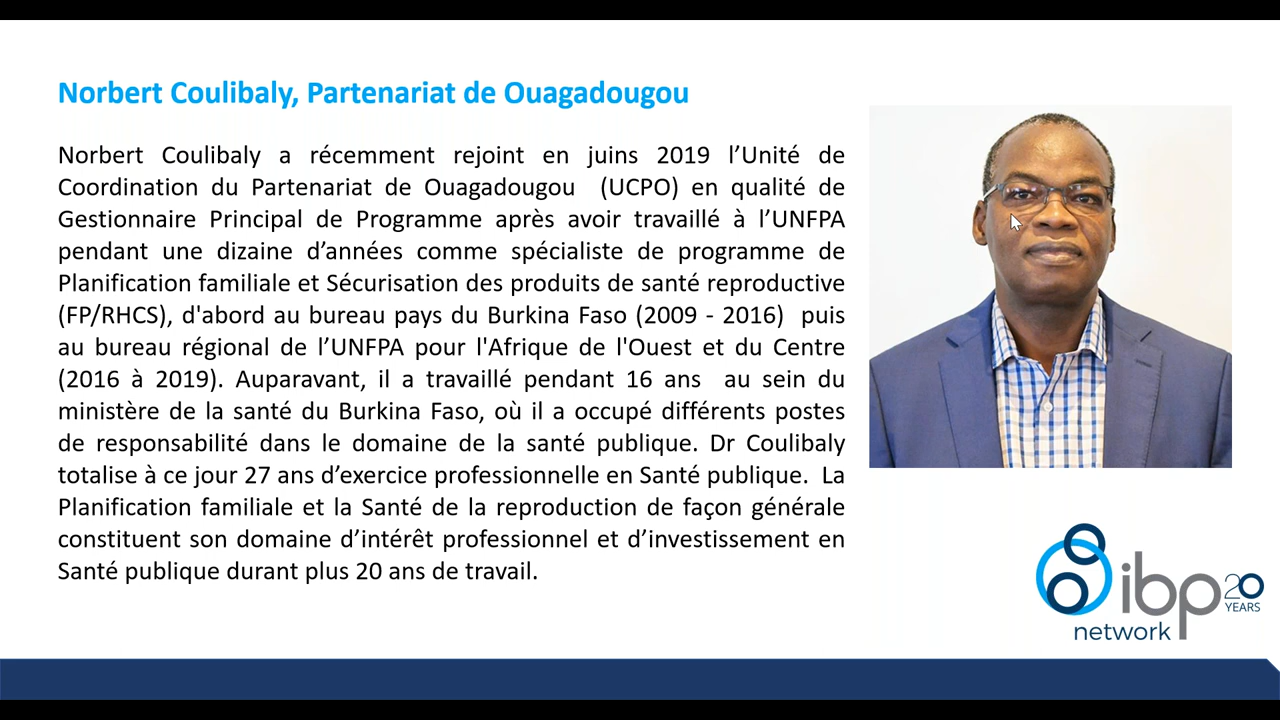 Norbert Coulibaly, Partenariat de Ouagadougou
Norbert Coulibaly a récemment rejoint en juins 2019 l’Unité de
Coordination du Partenariat de Ouagadougou (UCPO) en qualité de
Gestionnaire Principal de Programme après avoir travaillé à l’UNFPA
pendant une dizaine d’années comme spécialiste de programme de
Planification familiale et Sécurisation des produits de santé reproductive
(FP/RHCS), d'abord au bureau pays du Burkina Faso (2009 - 2016) puis
au bureau régional de l’UNFPA pour l'Afrique de l'Ouest et du Centre
(2016 à 2019). Auparavant, il a travaillé pendant 16 ans au sein du
ministère de la santé du Burkina Faso, où il a occupé différents postes
de responsabilité dans le domaine de la santé publique. Dr Coulibaly
totalise à ce jour 27 ans d’exercice professionnelle en Santé publique. La
Planification familiale et la Santé de la reproduction de façon générale
constituent son domaine d’intérêt professionnel et d’investissement en
Santé publique durant plus 20 ans de travail.
ibp 20
YEARS
network